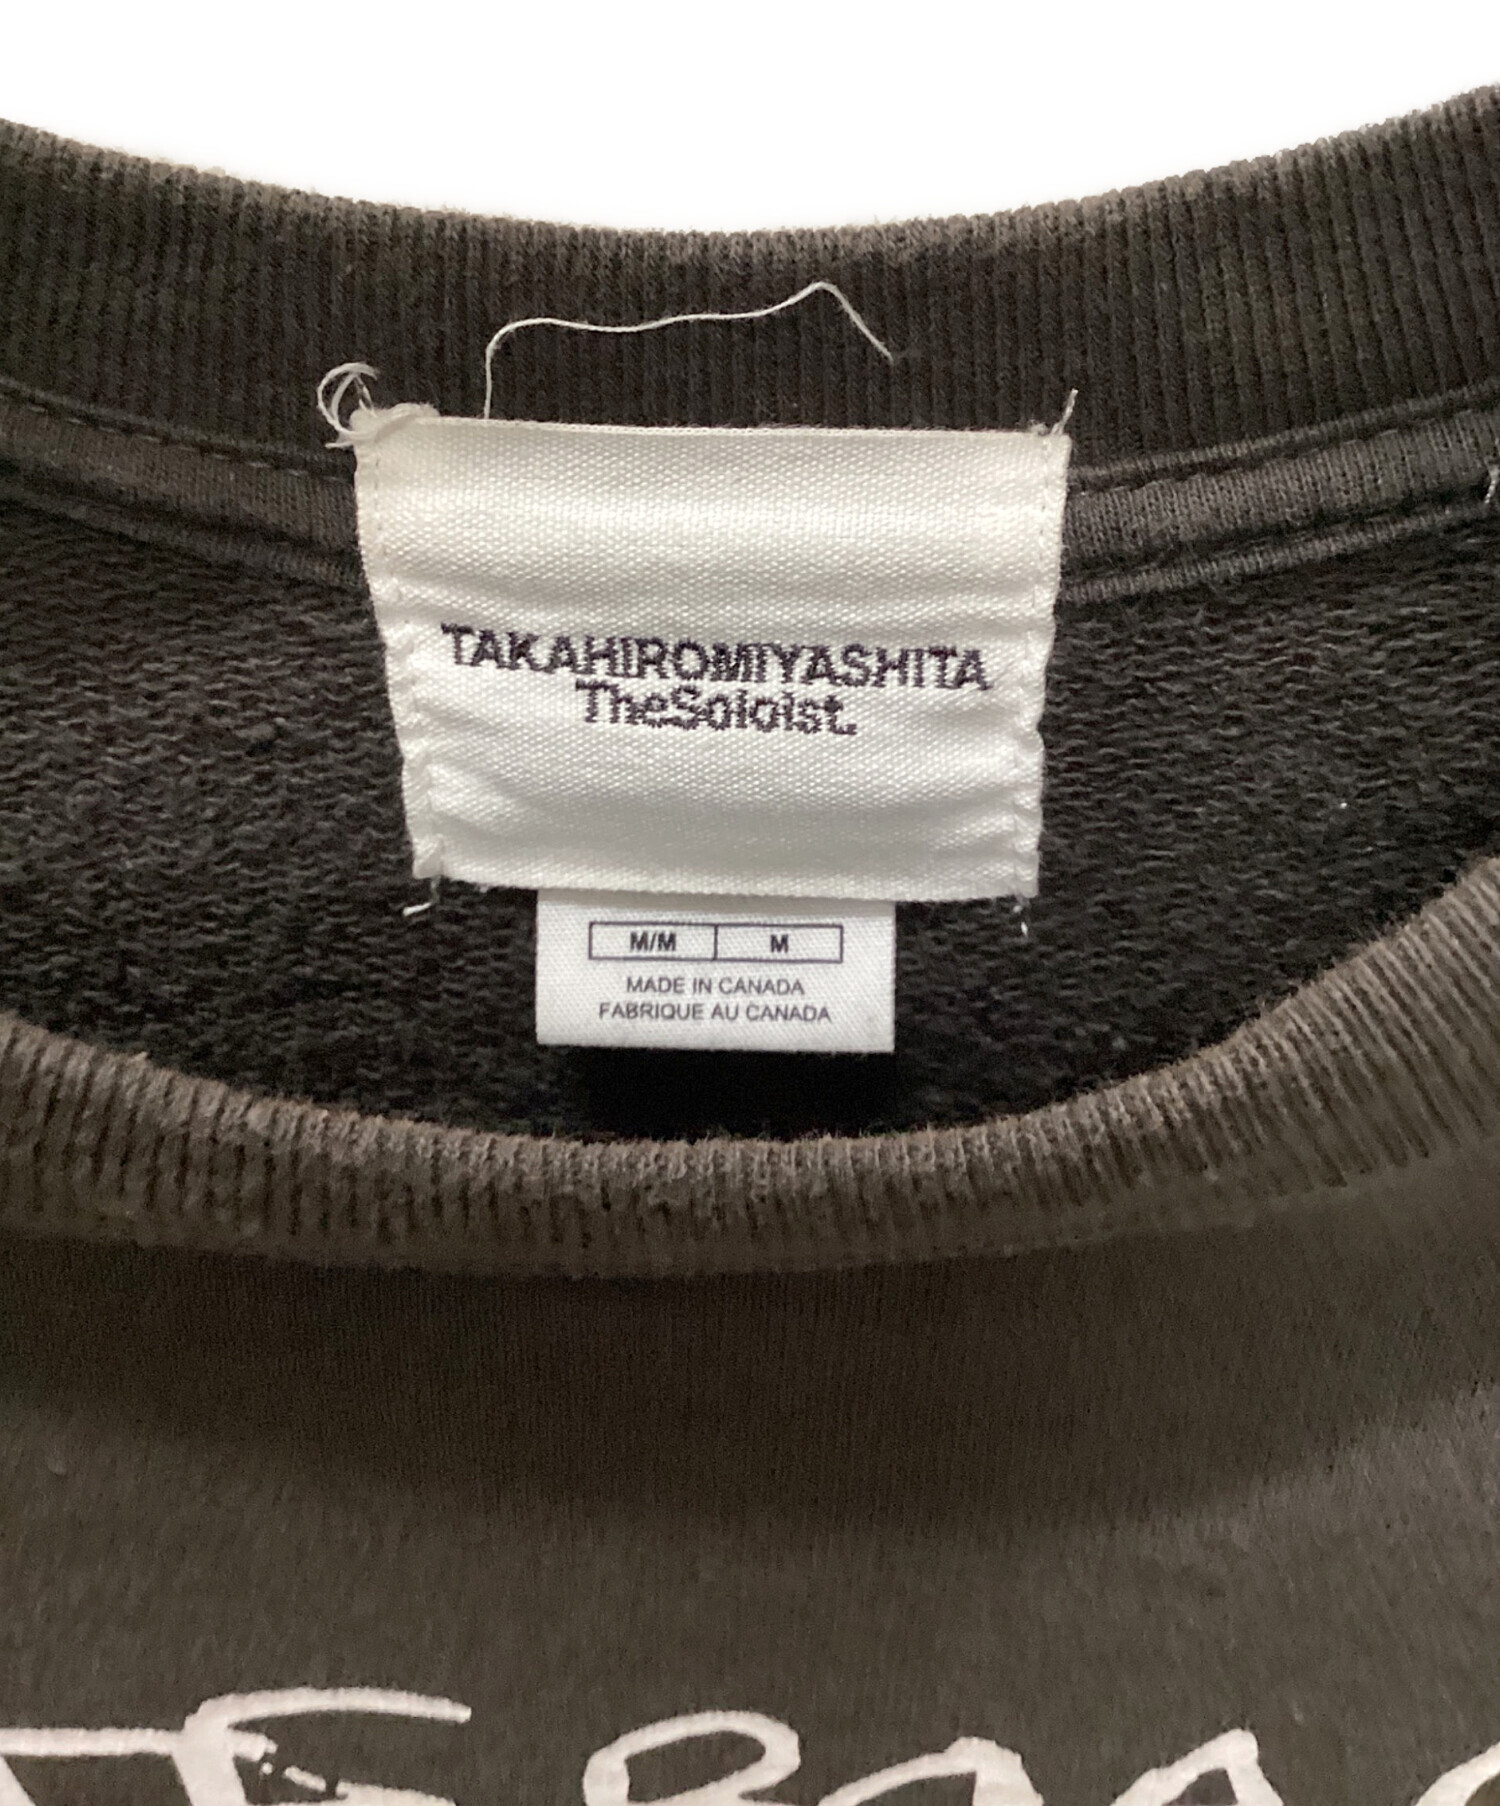 TAKAHIROMIYASHITA
TheSoloist.
M/M M
MADE IN CANADA
FABRIQUE AU CANADA